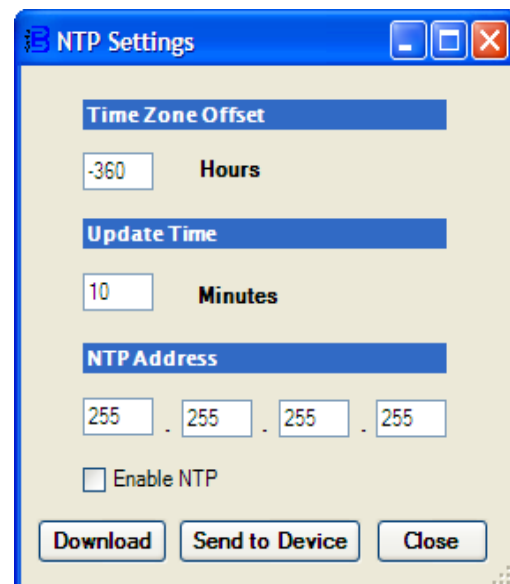 NTP Settings
Time Zone Offset
-360 Hours
Update Time
10 Minutes
NTP Address
255 . 255 . 255 . 255
Enable NTP
Download Send to Device Close